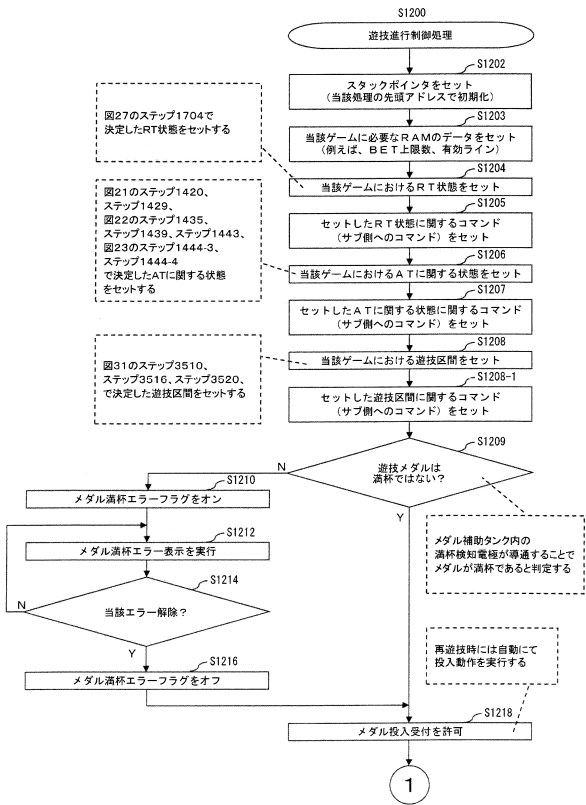 S1200
遊技進行制御処理
S1202
スタックポインタをセット
(当該処理の先頭アドレスで初期化)
S1203
当該ゲームに必要なRAMのデータをセット
(例えば、BET上限数、有効ライン)
図27のステップ1704で
決定したRT状態をセットする
S1204
当該ゲームにおけるRT状態をセット
S1205
セットしたRT状態に関するコマンド
(サブ側へのコマンド)をセット
図21のステップ1420、
ステップ1429、
図22のステップ1435、
ステップ1439、ステップ1443、
図23のステップ1444-3、
ステップ1444-4
で決定したATに関する状態
をセットする
S1206
当該ゲームにおけるATに関する状態をセット
S1207
セットしたATに関する状態に関するコマンド
(サブ側へのコマンド)をセット
図31のステップ3510、
ステップ3516、ステップ3520、
で決定した遊技区間をセットする
S1208
当該ゲームにおける遊技区間をセット
S1208-1
セットした遊技区間に関するコマンド
(サブ側へのコマンド)をセット
S1209
遊技メダルは
満杯ではない?
N
Y
メダル補助タンク内の
満杯検知電極が導通することで
メダルが満杯であると判定する
S1210
メダル満杯エラーフラグをオン
S1212
メダル満杯エラー表示を実行
S1214
当該エラー解除?
N
Y
S1216
メダル満杯エラーフラグをオフ
再遊技時には自動にて
投入動作を実行する
S1218
メダル投入受付を許可
1